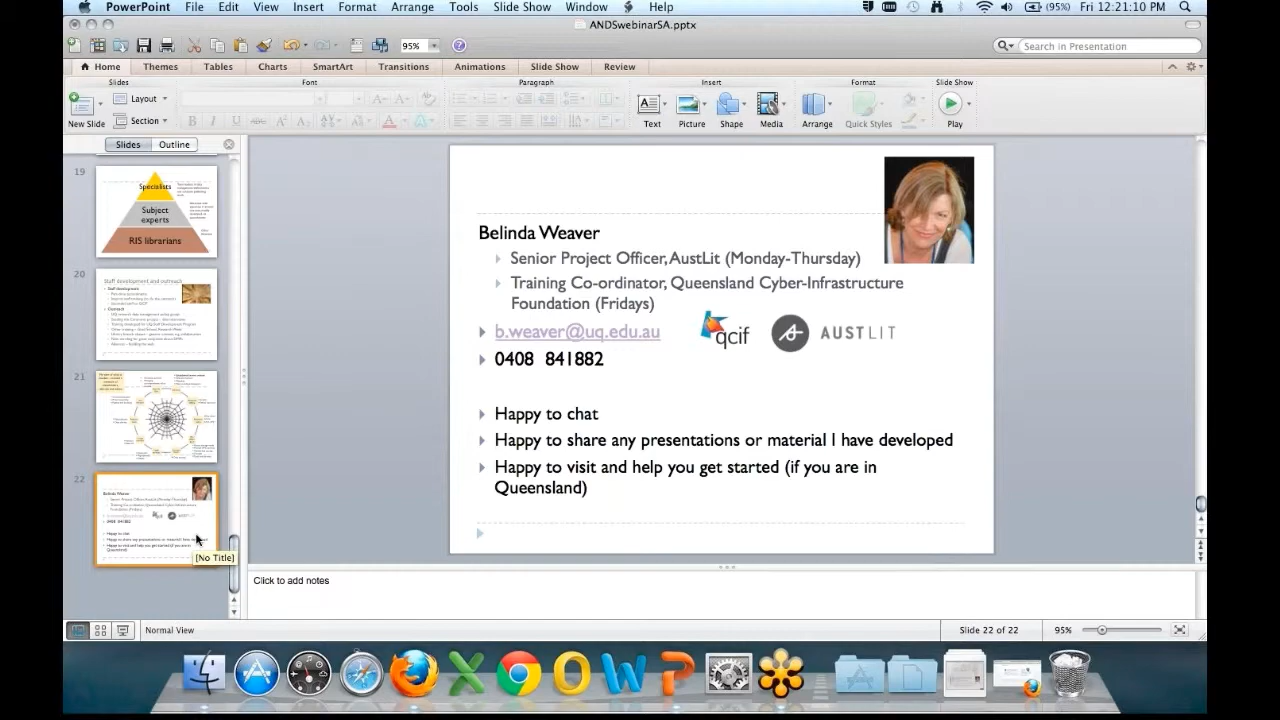 PowerPoint File Edit View Insert Format Arrange Tools Slide Show Window Help (95%) Fri 12:21:10 PM
ANDSwebinarSA.pptx
95% Search in Presentation
Home Themes Tables Charts SmartArt Transitions Animations Slide Show Review
Slides Font Paragraph Insert Format Slide Show
Layout
Section
New Slide Text Picture Shape Media Arrange Quick Styles Play
Slides Outline
19
Specialists
Subject
experts
RIS librarians
20
Staff development and outreach
21
22
[No Title]
Belinda Weaver
Senior Project Officer, AustLit (Monday-Thursday)
Training Co-ordinator, Queensland Cyber-Infrastructure
Foundation (Fridays)
b.weaver@uq.edu.au qcif AUSTLIT
0408 841882
Happy to chat
Happy to share any presentations or material I have developed
Happy to visit and help you get started (if you are in
Queensland)
Click to add notes
Normal View Slide 22 of 22 95%